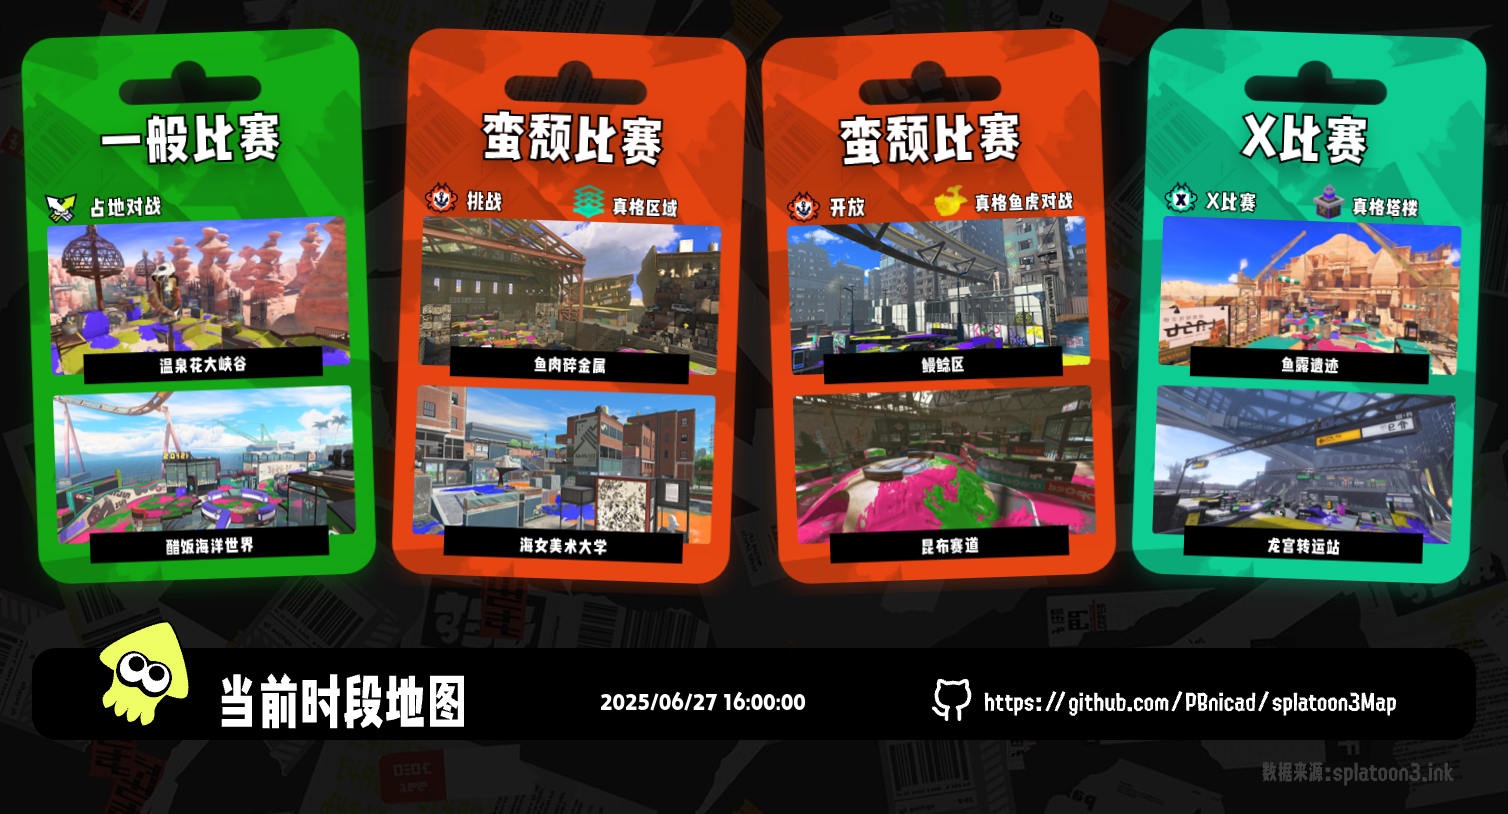 一般比赛
占地对战
温泉花大峡谷
醋饭海洋世界
蛮颓比赛
挑战
真格区域
鱼肉碎金属
海女美术大学
蛮颓比赛
开放
真格鱼虎对战
鳗鲶区
昆布赛道
X比赛
X比赛
真格塔楼
鱼露遗迹
龙宫转运站
当前时段地图
2025/06/27 16:00:00
https://github.com/PBnicad/splatoon3Map
数据来源:splatoon3.ink